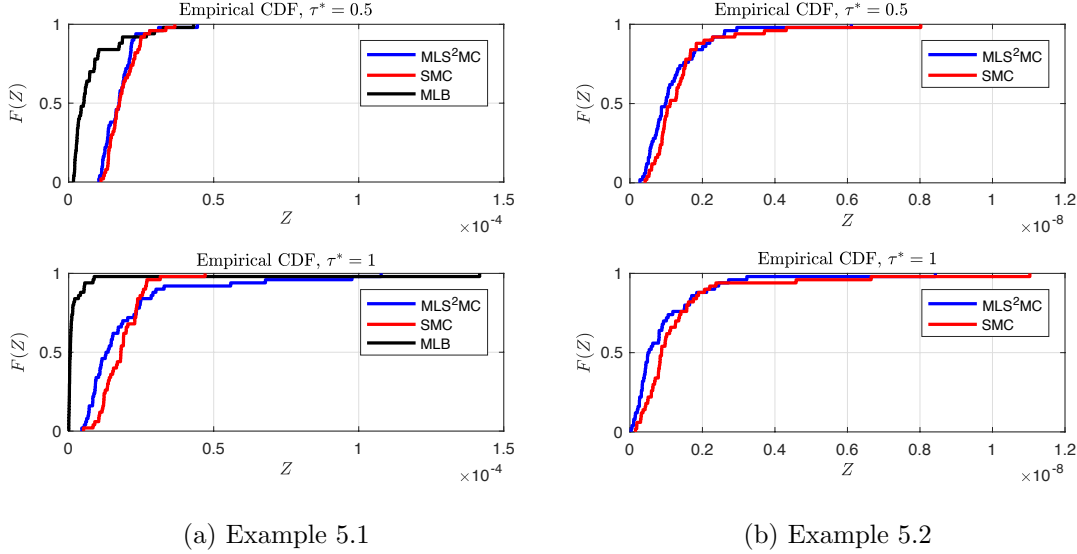 Empirical CDF, τ* = 0.5
F(Z)
1
0.5
0
MLS²MC
SMC
MLB
0 0.5 1 1.5
Z
×10⁻⁴
Empirical CDF, τ* = 1
F(Z)
1
0.5
0
MLS²MC
SMC
MLB
0 0.5 1 1.5
Z
×10⁻⁴
(a) Example 5.1
Empirical CDF, τ* = 0.5
F(Z)
1
0.5
0
MLS²MC
SMC
0 0.2 0.4 0.6 0.8 1 1.2
Z
×10⁻⁸
Empirical CDF, τ* = 1
F(Z)
1
0.5
0
MLS²MC
SMC
0 0.2 0.4 0.6 0.8 1 1.2
Z
×10⁻⁸
(b) Example 5.2